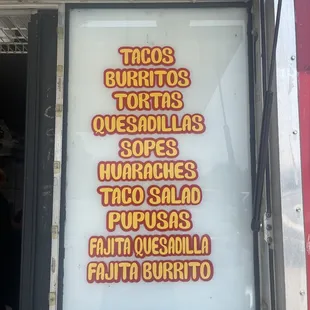 TACOS
BURRITOS
TORTAS
QUESADILLAS
SOPES
HUARACHES
TACO SALAD
PUPUSAS
FAJITA QUESADILLA
FAJITA BURRITO